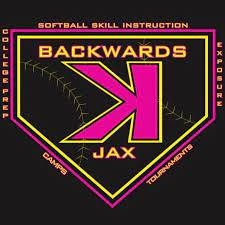 SOFTBALL SKILL INSTRUCTION
COLLEGE PREP
EXPOSURE
BACKWARDS
K
JAX
CAMPS
TOURNAMENTS